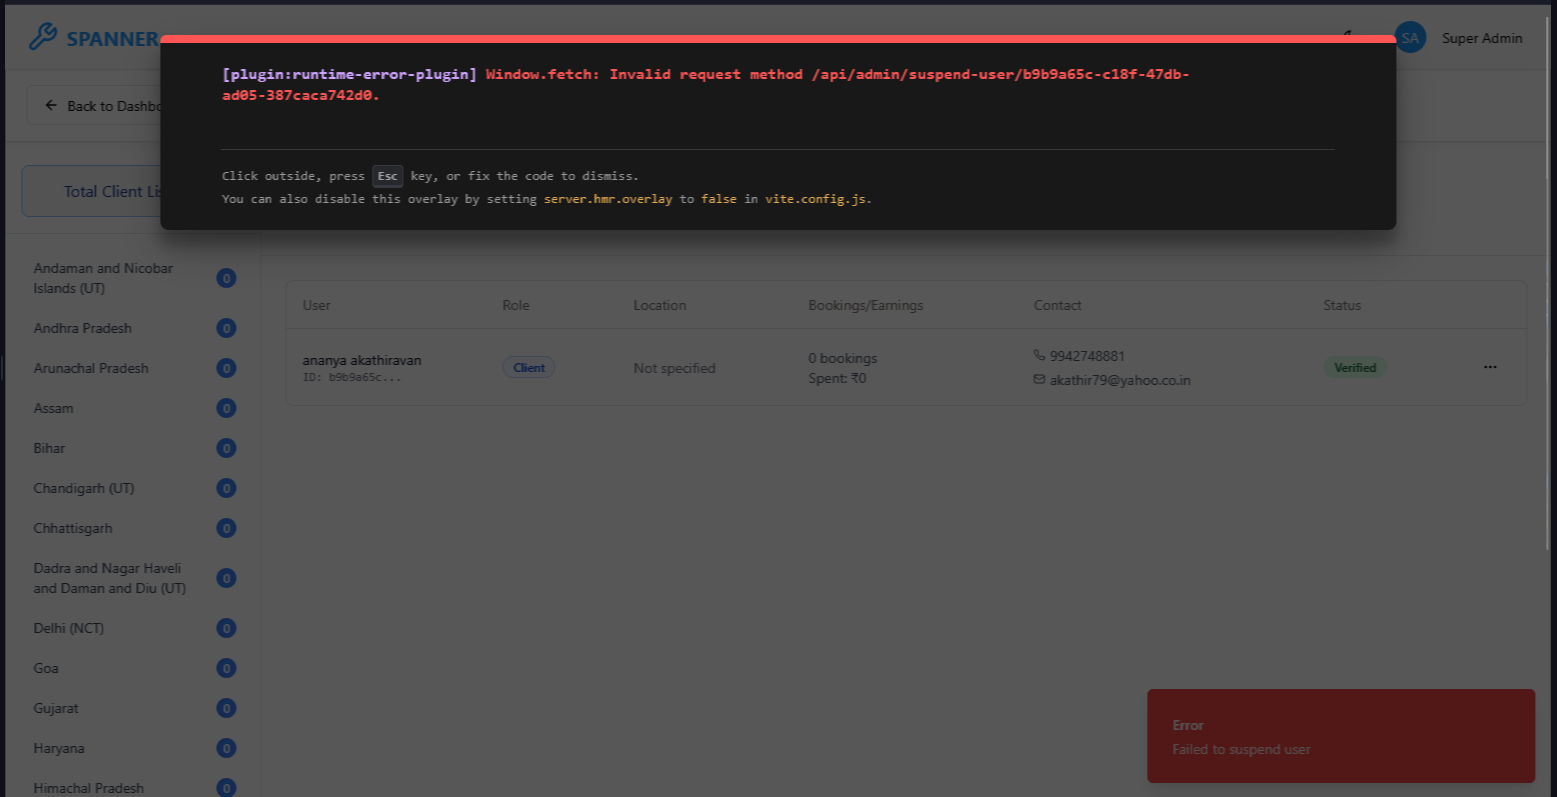 SPANNER
SA
Super Admin
[plugin:runtime-error-plugin] Window.fetch: Invalid request method /api/admin/suspend-user/b9b9a65c-c18f-47db-
ad05-387caca742d0.
Back to Dashbo
Click outside, press Esc key, or fix the code to dismiss.
You can also disable this overlay by setting server.hmr.overlay to false in vite.config.js.
Total Client Lis
Andaman and Nicobar
Islands (UT)
0
Andhra Pradesh
0
Arunachal Pradesh
0
Assam
0
Bihar
0
Chandigarh (UT)
0
Chhattisgarh
0
Dadra and Nagar Haveli
and Daman and Diu (UT)
0
Delhi (NCT)
0
Goa
0
Gujarat
0
Haryana
0
Himachal Pradesh
0
User
Role
Location
Bookings/Earnings
Contact
Status
ananya akathiravan
ID: b9b9a65c...
Client
Not specified
0 bookings
Spent: ₹0
9942748881
akathir79@yahoo.co.in
Verified
...
Error
Failed to suspend user